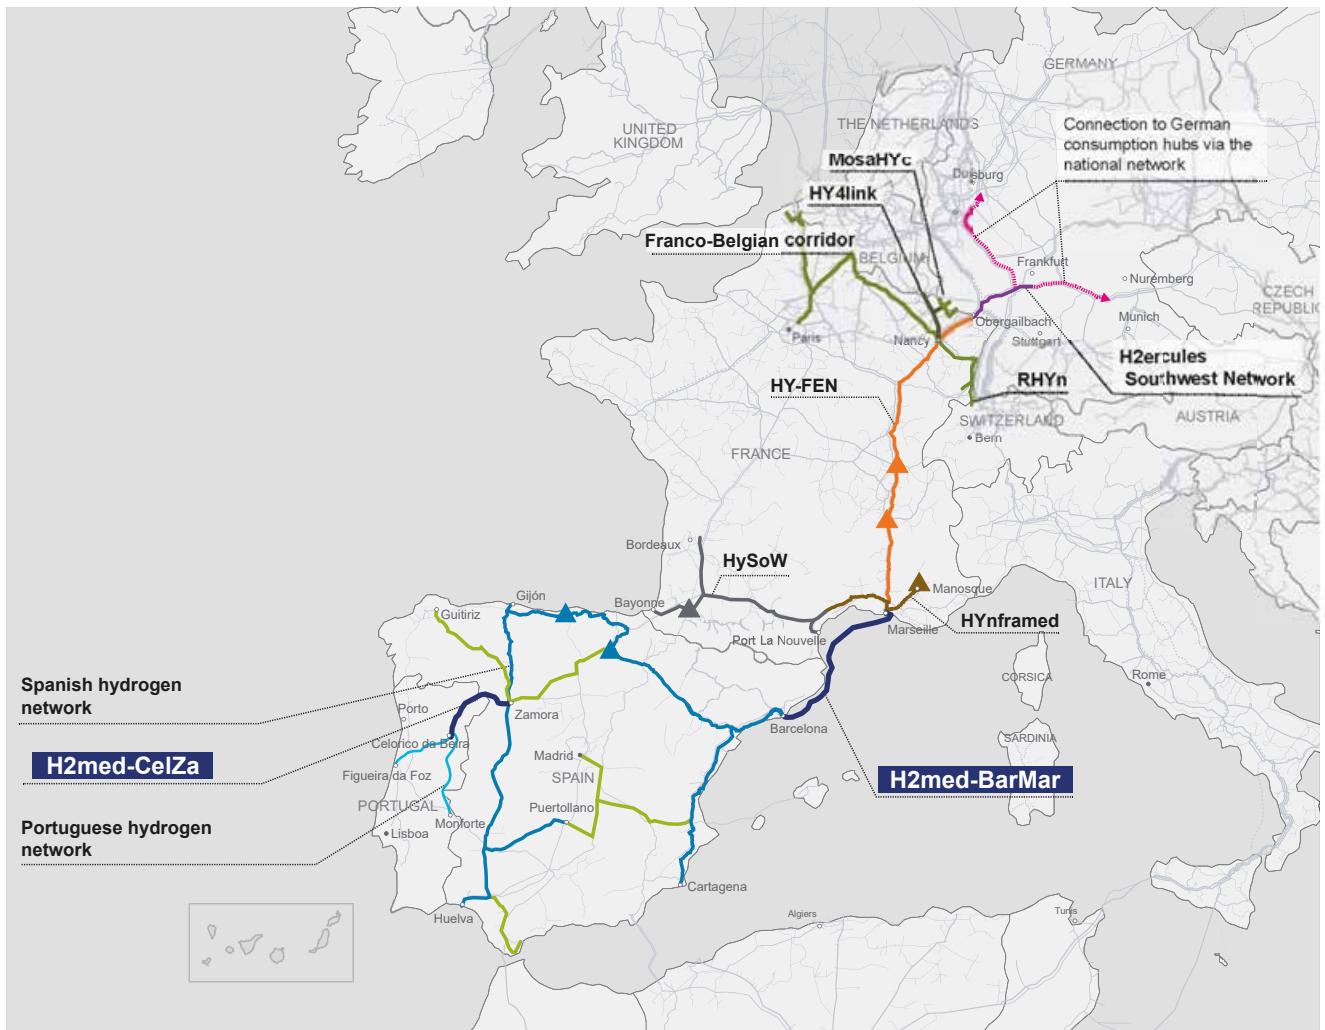 GERMANY
UNITED
KINGDOM
THE NETHERLANDS
Connection to German
consumption hubs via the
national network
MosaHYc
Duisburg
HY4link
Franco-Belgian corridor
BELGIUM
Frankfurt
Nuremberg
CZECH
REPUBLIC
Obergailbach
Munich
Paris
Nancy
Stuttgart
H2ercules
Southwest Network
HY-FEN
RHYn
SWITZERLAND
AUSTRIA
Bern
FRANCE
Bordeaux
HySoW
ITALY
Gijón
Bayonne
Manosque
Guitiriz
HYnframed
Marseille
Port La Nouvelle
Spanish hydrogen
network
CORSICA
Rome
Porto
Zamora
Barcelona
Celorico da Beira
SARDINIA
H2med-CelZa
Madrid
Figueira da Foz
SPAIN
H2med-BarMar
PORTUGAL
Puertollano
Monforte
Portuguese hydrogen
network
Lisboa
Cartagena
Huelva
Algiers
Tunis